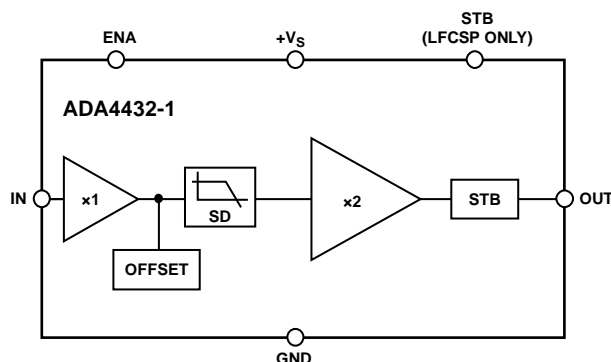 ENA
+VS
STB
(LFCSP ONLY)
ADA4432-1
IN
×1
SD
×2
STB
OUT
OFFSET
GND